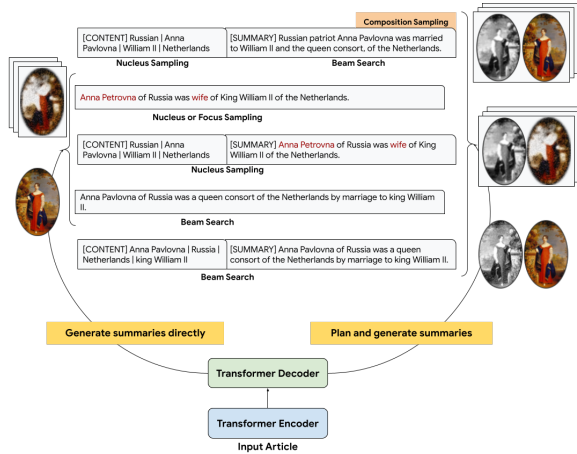 Composition Sampling
[CONTENT] Russian | Anna
Pavlovna | William II | Netherlands
[SUMMARY] Russian patriot Anna Pavlovna was married
to William II and the queen consort, of the Netherlands.
Nucleus Sampling
Beam Search
Anna Petrovna of Russia was wife of King William II of the Netherlands.
Nucleus or Focus Sampling
[CONTENT] Russian | Anna
Pavlovna | William II | Netherlands
[SUMMARY] Anna Petrovna of Russia was wife of King
William II of the Netherlands.
Nucleus Sampling
Anna Pavlovna of Russia was a queen consort of the Netherlands by marriage to king William
II.
Beam Search
[CONTENT] Anna Pavlovna | Russia |
Netherlands | king William II
[SUMMARY] Anna Pavlovna of Russia was a queen
consort of the Netherlands by marriage to king William II.
Beam Search
Generate summaries directly
Plan and generate summaries
Transformer Decoder
Transformer Encoder
Input Article